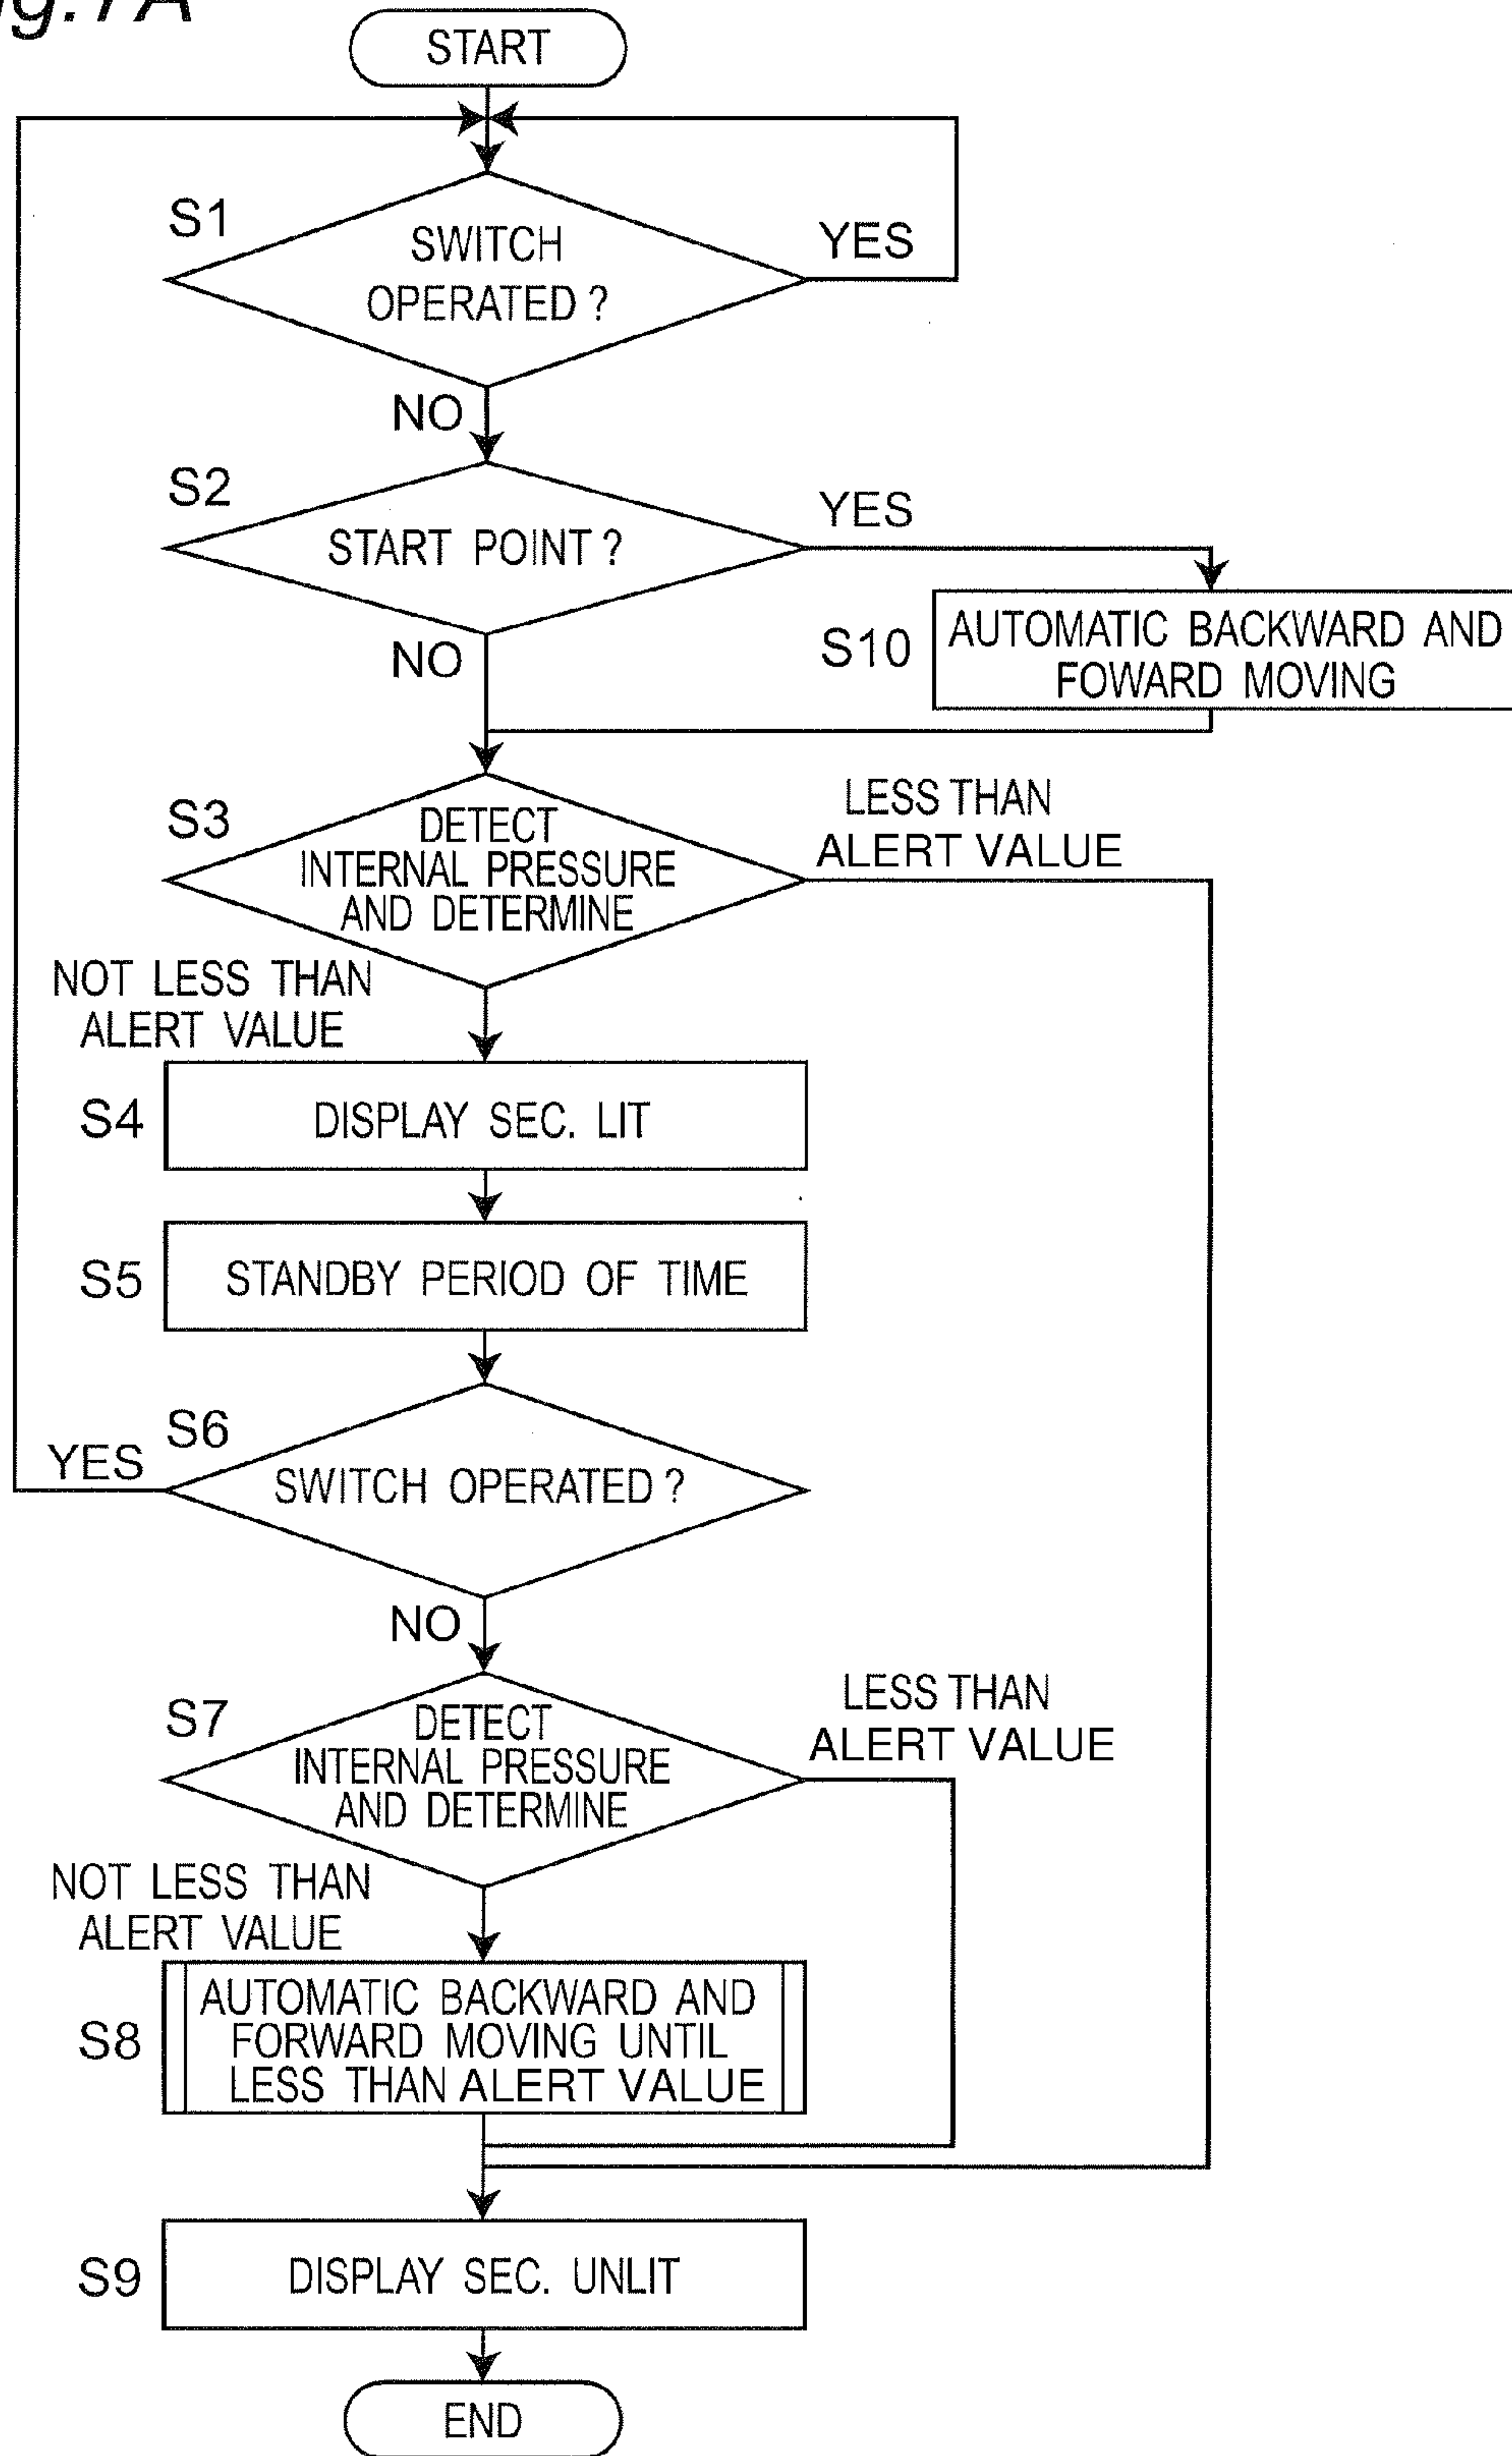 START
S1
SWITCH
OPERATED ?
YES
NO
S2
START POINT ?
YES
NO
S10
AUTOMATIC BACKWARD AND
FOWARD MOVING
S3
DETECT
INTERNAL PRESSURE
AND DETERMINE
LESS THAN
ALERT VALUE
NOT LESS THAN
ALERT VALUE
S4
DISPLAY SEC. LIT
S5
STANDBY PERIOD OF TIME
S6
YES
SWITCH OPERATED ?
NO
S7
DETECT
INTERNAL PRESSURE
AND DETERMINE
LESS THAN
ALERT VALUE
NOT LESS THAN
ALERT VALUE
S8
AUTOMATIC BACKWARD AND
FORWARD MOVING UNTIL
LESS THAN ALERT VALUE
S9
DISPLAY SEC. UNLIT
END